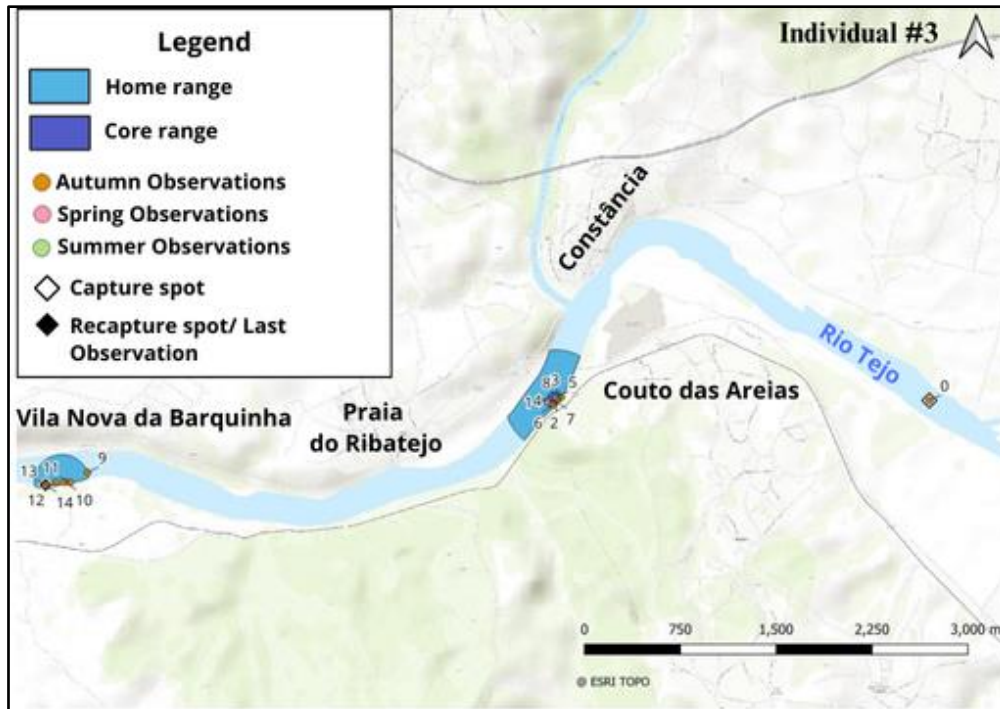 Legend
Home range
Core range
Autumn Observations
Spring Observations
Summer Observations
Capture spot
Recapture spot/ Last
Observation
Individual #3
Constância
Rio Tejo
0
Couto das Areias
8 3 5
14
6 2 7
Praia
do Ribatejo
Vila Nova da Barquinha
13 11 9
12 14 10
0 750 1,500 2,250 3,000 m
@ ESRI TOPO